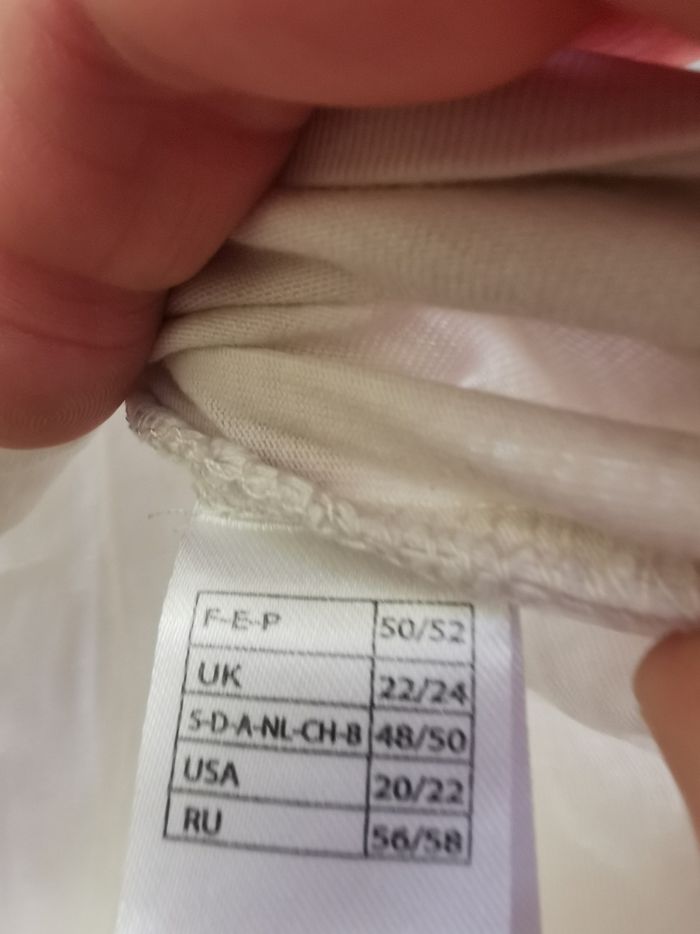 F-E-P 50/52
UK 22/24
S-D-A-NL-CH-B 48/50
USA 20/22
RU 56/58